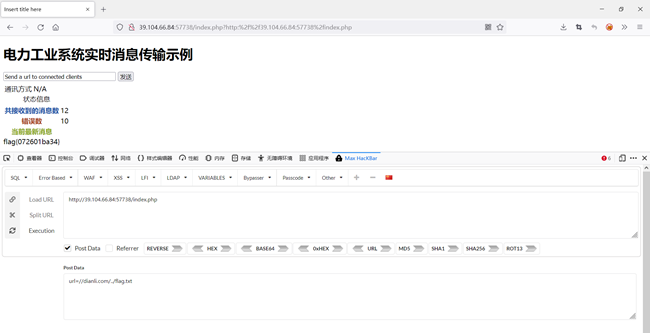 Insert title here
39.104.66.84:57738/index.php?http:%2f%2f39.104.66.84:57738%2findex.php
电力工业系统实时消息传输示例
Send a url to connected clients 发送
通讯方式 N/A
状态信息
共接收到的消息数 12
错误数 10
当前最新消息
flag(072601ba34)
查看器 控制台 调试器 网络 样式编辑器 性能 内存 存储 无障碍环境 应用程序 Max HacKBar 6
SQL Error Based WAF XSS LFI LDAP VARIABLES Bypasser Passcode Other
Load URL http://39.104.66.84:57738/index.php
Split URL
Execution
Post Data Referrer REVERSE HEX BASE64 0xHEX URL MD5 SHA1 SHA256 ROT13
Post Data
url=//dianli.com/../flag.txt